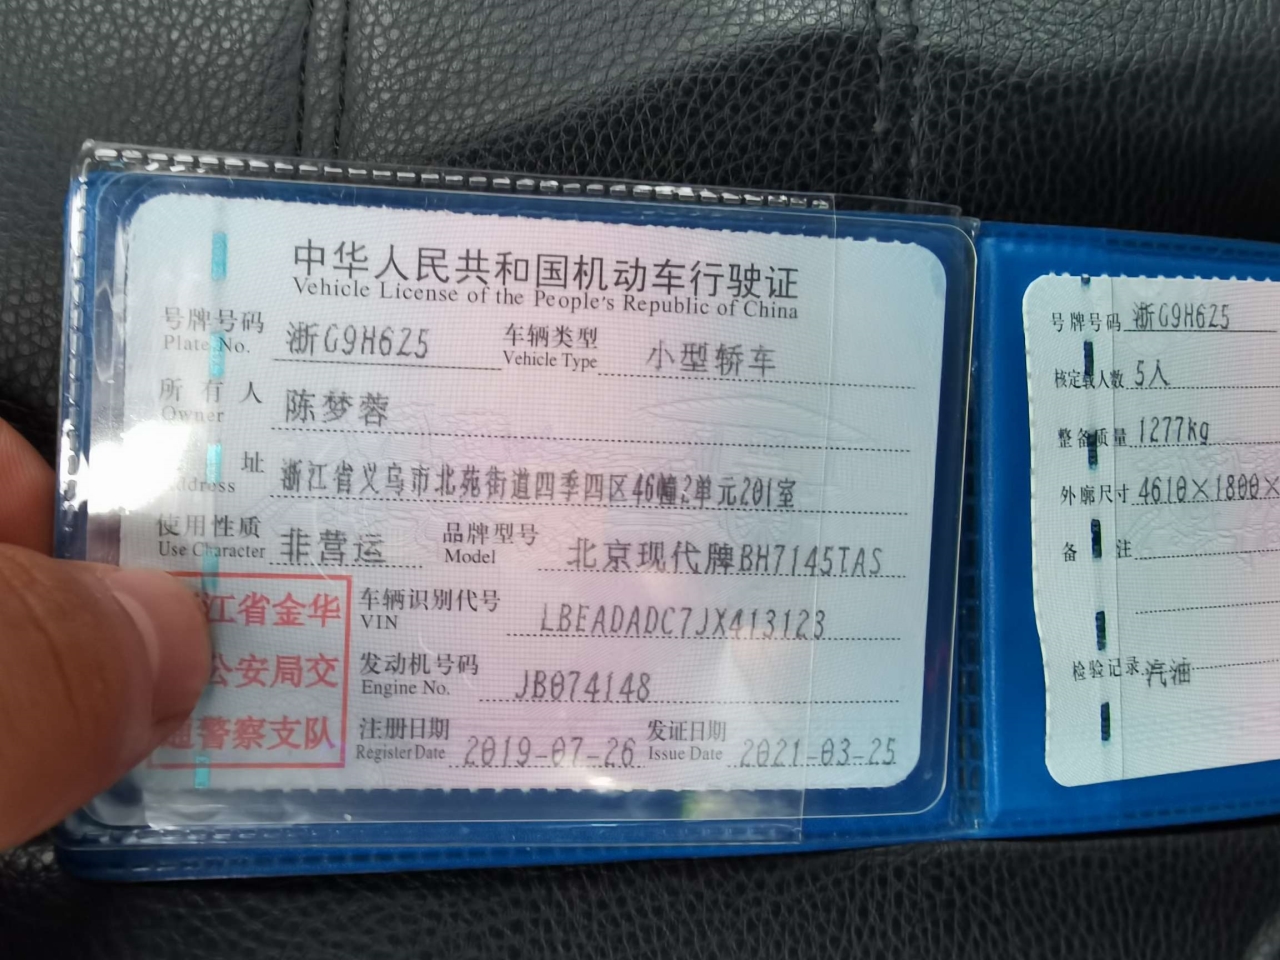 中华人民共和国机动车行驶证
Vehicle License of the People's Republic of China
号牌号码 浙G9H625 车辆类型 小型轿车
Plate No. Vehicle Type
所有人 陈梦蓉
Owner
址 浙江省义乌市北苑街道四季四区46幢2单元201室
Address
使用性质 非营运 品牌型号 北京现代牌BH7145TAS
Use Character Model
江省金华
公安局交
通警察支队
车辆识别代号 LBEADADC7JX413123
VIN
发动机号码 JB074148
Engine No.
注册日期 2019-07-26 发证日期 2021-03-25
Register Date Issue Date
号牌号码 浙G9H625
核定载人数 5人
整备质量 1277kg
外廓尺寸 4610×1800×
备注
检验记录 汽油